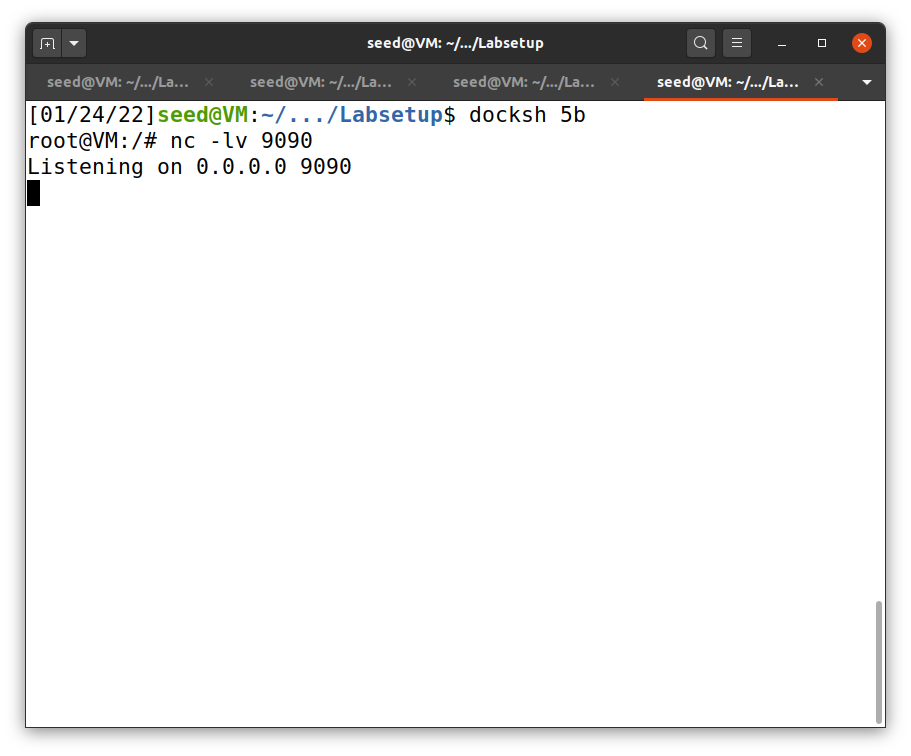 seed@VM: ~/.../Labsetup
seed@VM: ~/.../La... seed@VM: ~/.../La... seed@VM: ~/.../La... seed@VM: ~/.../La...
[01/24/22]seed@VM:~/.../Labsetup$ docksh 5b
root@VM:/# nc -lv 9090
Listening on 0.0.0.0 9090